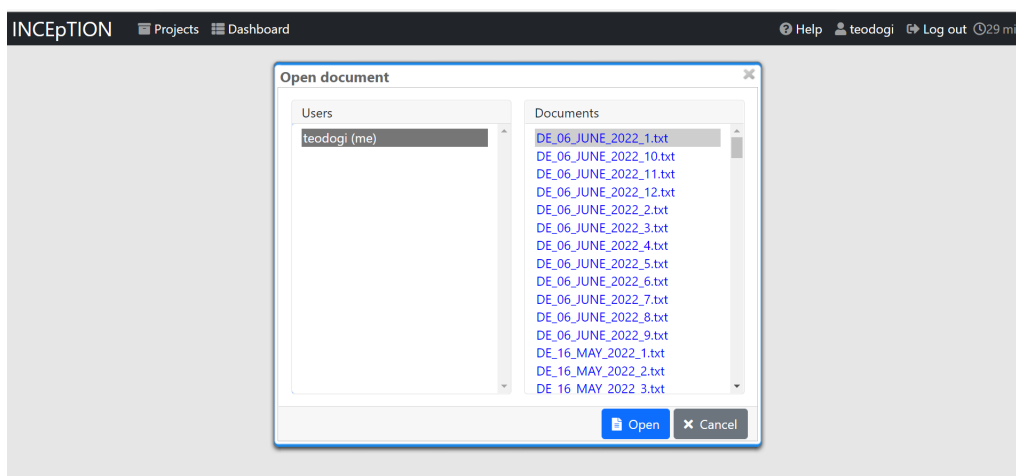 INCEpTION Projects Dashboard Help teodogi Log out 29 mi
Open document
Users
teodogi (me)
Documents
DE_06_JUNE_2022_1.txt
DE_06_JUNE_2022_10.txt
DE_06_JUNE_2022_11.txt
DE_06_JUNE_2022_12.txt
DE_06_JUNE_2022_2.txt
DE_06_JUNE_2022_3.txt
DE_06_JUNE_2022_4.txt
DE_06_JUNE_2022_5.txt
DE_06_JUNE_2022_6.txt
DE_06_JUNE_2022_7.txt
DE_06_JUNE_2022_8.txt
DE_06_JUNE_2022_9.txt
DE_16_MAY_2022_1.txt
DE_16_MAY_2022_2.txt
DE_16_MAY_2022_3.txt
Open Cancel